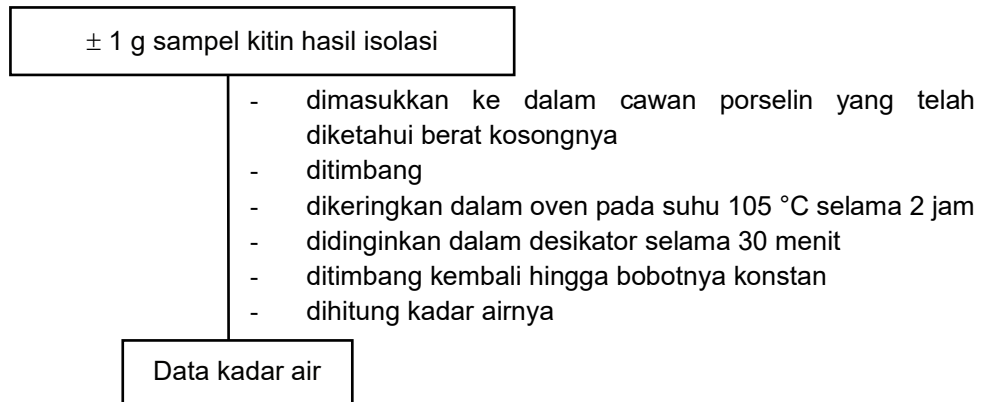 ± 1 g sampel kitin hasil isolasi
- dimasukkan ke dalam cawan porselin yang telah
diketahui berat kosongnya
- ditimbang
- dikeringkan dalam oven pada suhu 105 °C selama 2 jam
- didinginkan dalam desikator selama 30 menit
- ditimbang kembali hingga bobotnya konstan
- dihitung kadar airnya
Data kadar air